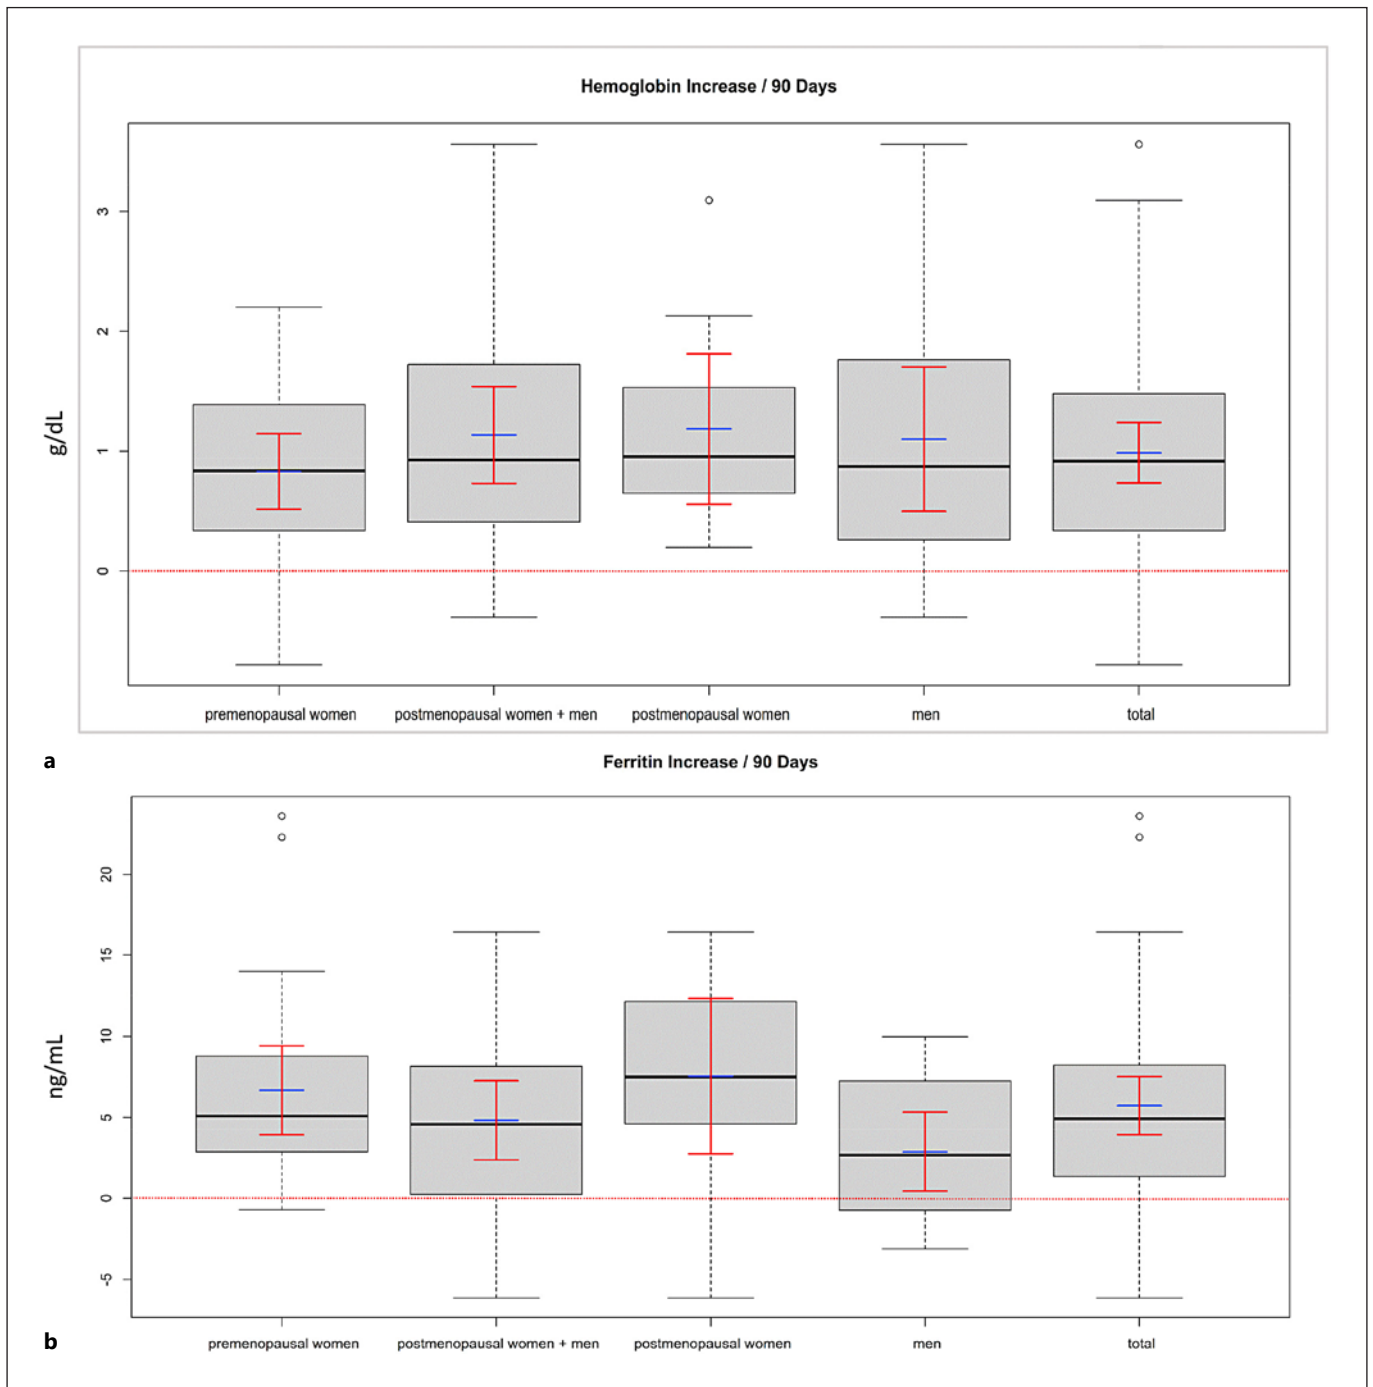 Hemoglobin Increase / 90 Days
3
2
1
0
g/dL
premenopausal women postmenopausal women + men postmenopausal women men total
a
Ferritin Increase / 90 Days
20
15
10
5
0
-5
ng/mL
premenopausal women postmenopausal women + men postmenopausal women men total
b